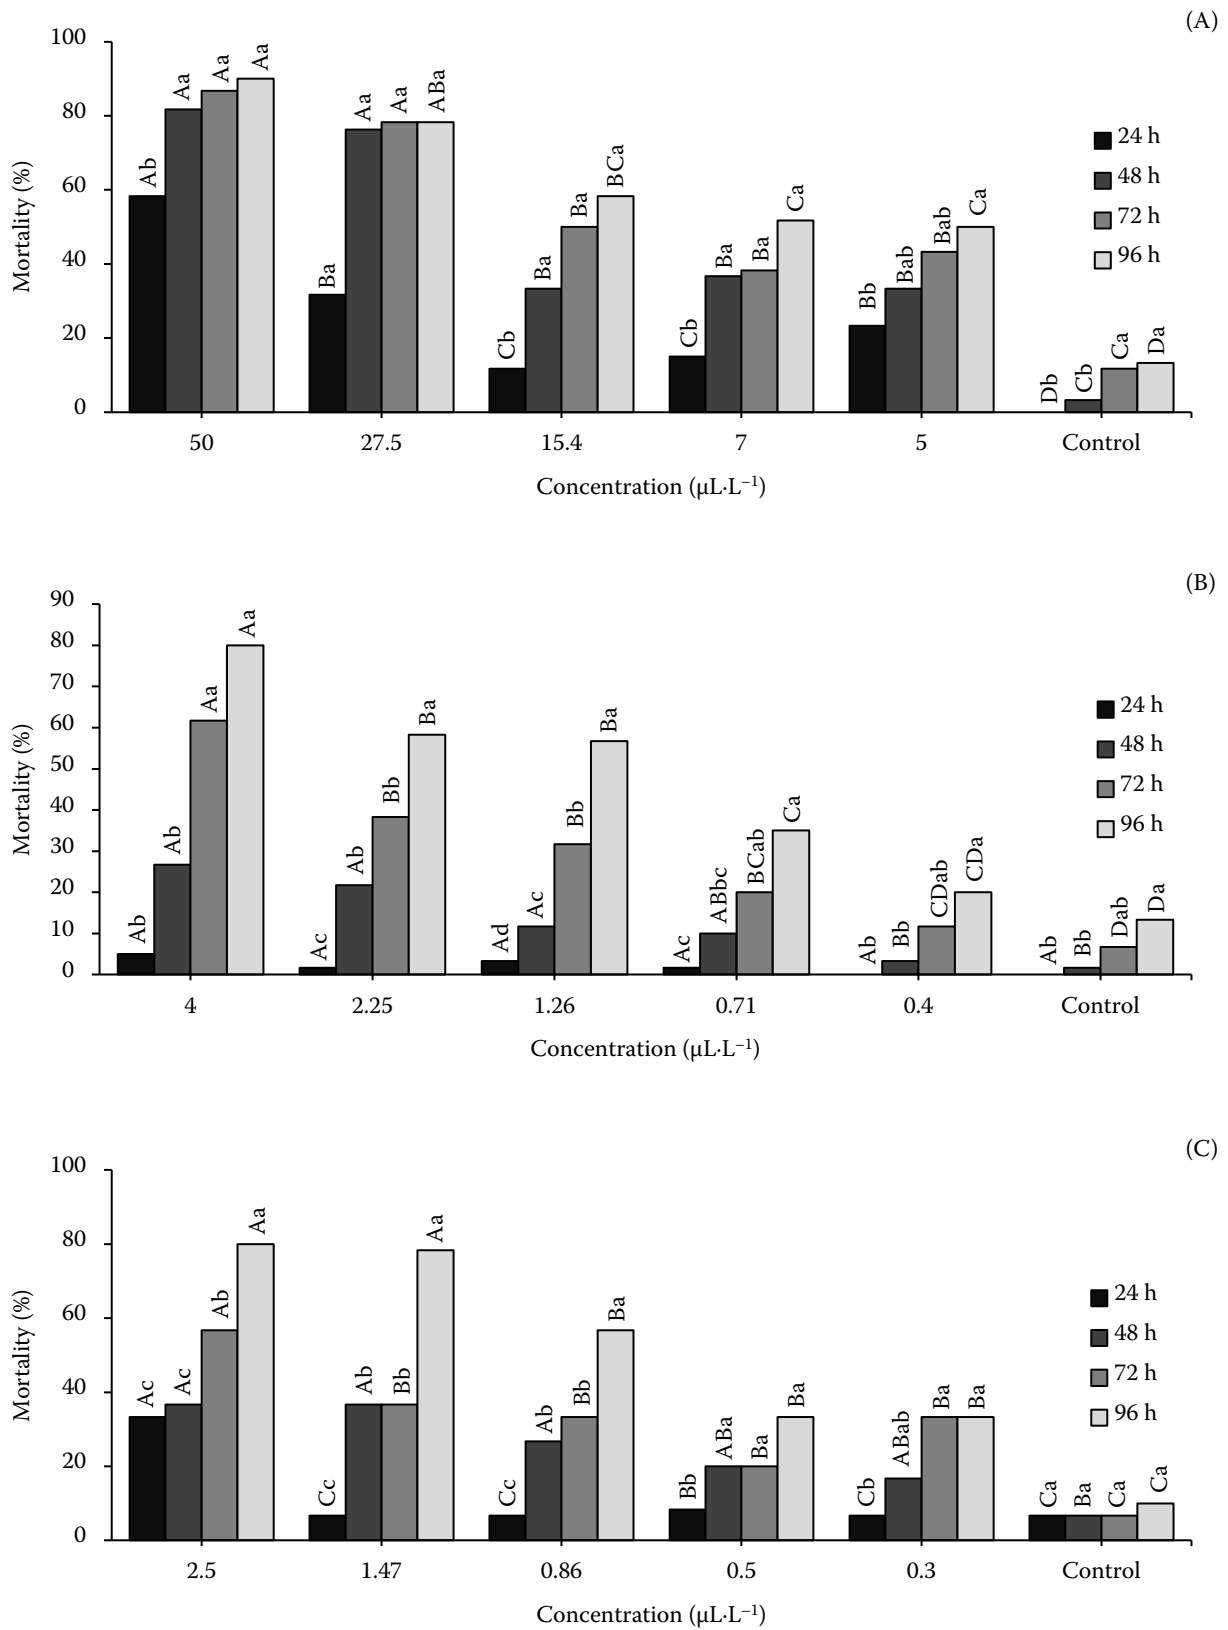 (A)
100
80
60
40
20
0
Mortality (%)
Ab
Aa
Aa
Aa
Ba
Aa
Aa
ABa
Cb
Ba
Ba
BCa
Cb
Ba
Ba
Ca
Bb
Bab
Bab
Ca
Db
Cb
Ca
Da
24 h
48 h
72 h
96 h
50 27.5 15.4 7 5 Control
Concentration (µL·L⁻¹)
(B)
90
80
70
60
50
40
30
20
10
0
Mortality (%)
Ab
Ab
Aa
Aa
Ac
Ab
Bb
Ba
Ad
Ac
Bb
Ba
Ac
ABbc
BCab
Ca
Ab
Bb
CDab
CDa
Ab
Bb
Dab
Da
24 h
48 h
72 h
96 h
4 2.25 1.26 0.71 0.4 Control
Concentration (µL·L⁻¹)
(C)
100
80
60
40
20
0
Mortality (%)
Ac
Ac
Ab
Aa
Cc
Ab
Bb
Aa
Cc
Ab
Bb
Ba
Bb
ABa
Ba
Ba
Cb
ABab
Ba
Ba
Ca
Ba
Ca
Ca
24 h
48 h
72 h
96 h
2.5 1.47 0.86 0.5 0.3 Control
Concentration (µL·L⁻¹)